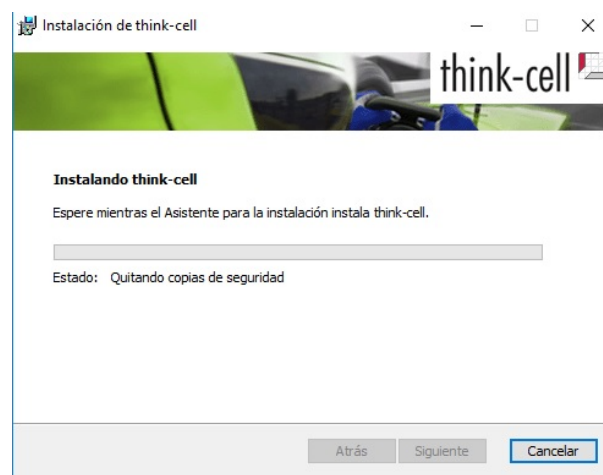 Instalación de think-cell
think-cell
Instalando think-cell
Espere mientras el Asistente para la instalación instala think-cell.
Estado: Quitando copias de seguridad
Atrás Siguiente Cancelar